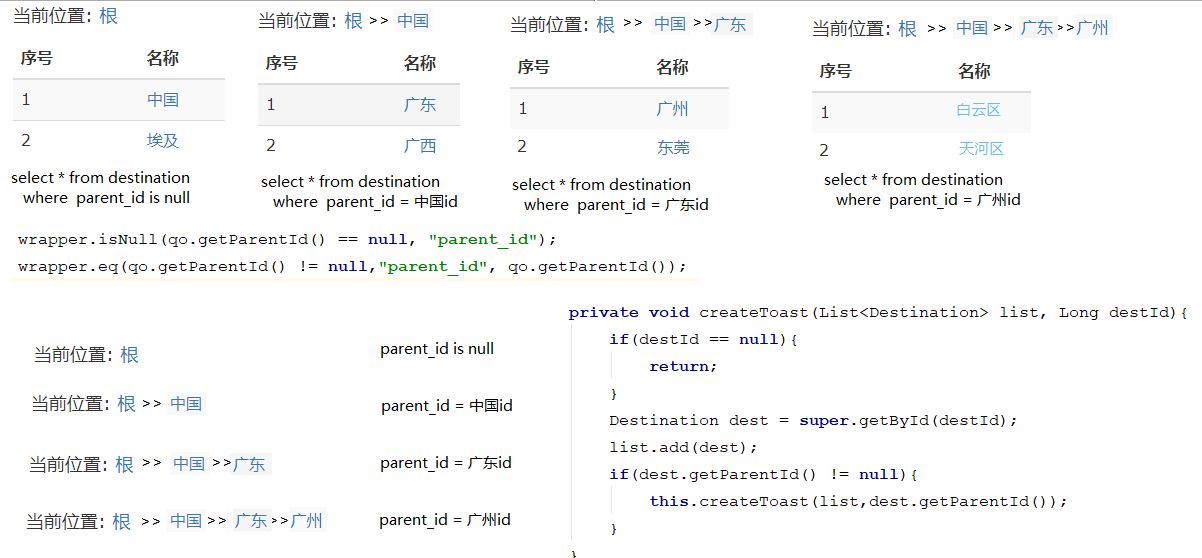 当前位置: 根
序号 名称
1 中国
2 埃及
select * from destination
where parent_id is null
当前位置: 根 >> 中国
序号 名称
1 广东
2 广西
select * from destination
where parent_id = 中国id
当前位置: 根 >> 中国 >>广东
序号 名称
1 广州
2 东莞
select * from destination
where parent_id = 广东id
当前位置: 根 >> 中国 >> 广东>>广州
序号 名称
1 白云区
2 天河区
select * from destination
where parent_id = 广州id
wrapper.isNull(qo.getParentId() == null, "parent_id");
wrapper.eq(qo.getParentId() != null,"parent_id", qo.getParentId());
当前位置: 根 parent_id is null
当前位置: 根 >> 中国 parent_id = 中国id
当前位置: 根 >> 中国 >>广东 parent_id = 广东id
当前位置: 根 >> 中国 >> 广东>>广州 parent_id = 广州id
private void createToast(List<Destination> list, Long destId){
if(destId == null){
return;
}
Destination dest = super.getById(destId);
list.add(dest);
if(dest.getParentId() != null){
this.createToast(list,dest.getParentId());
}
}